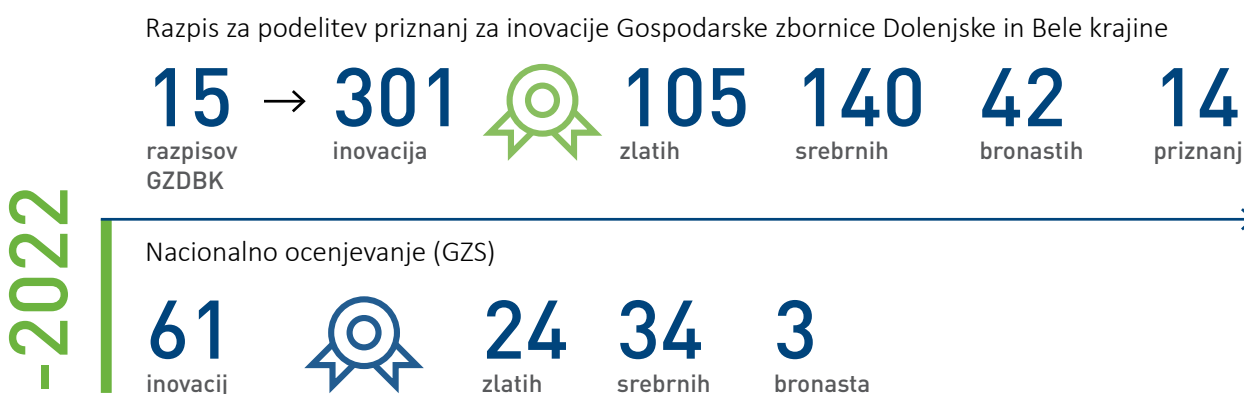 Razpis za podelitev priznanj za inovacije Gospodarske zbornice Dolenjske in Bele krajine
15 → 301 105 140 42 14
razpisov inovacija zlatih srebrnih bronastih priznanj
GZDBK
-2022
Nacionalno ocenjevanje (GZS)
61 24 34 3
inovacij zlatih srebrnih bronasta